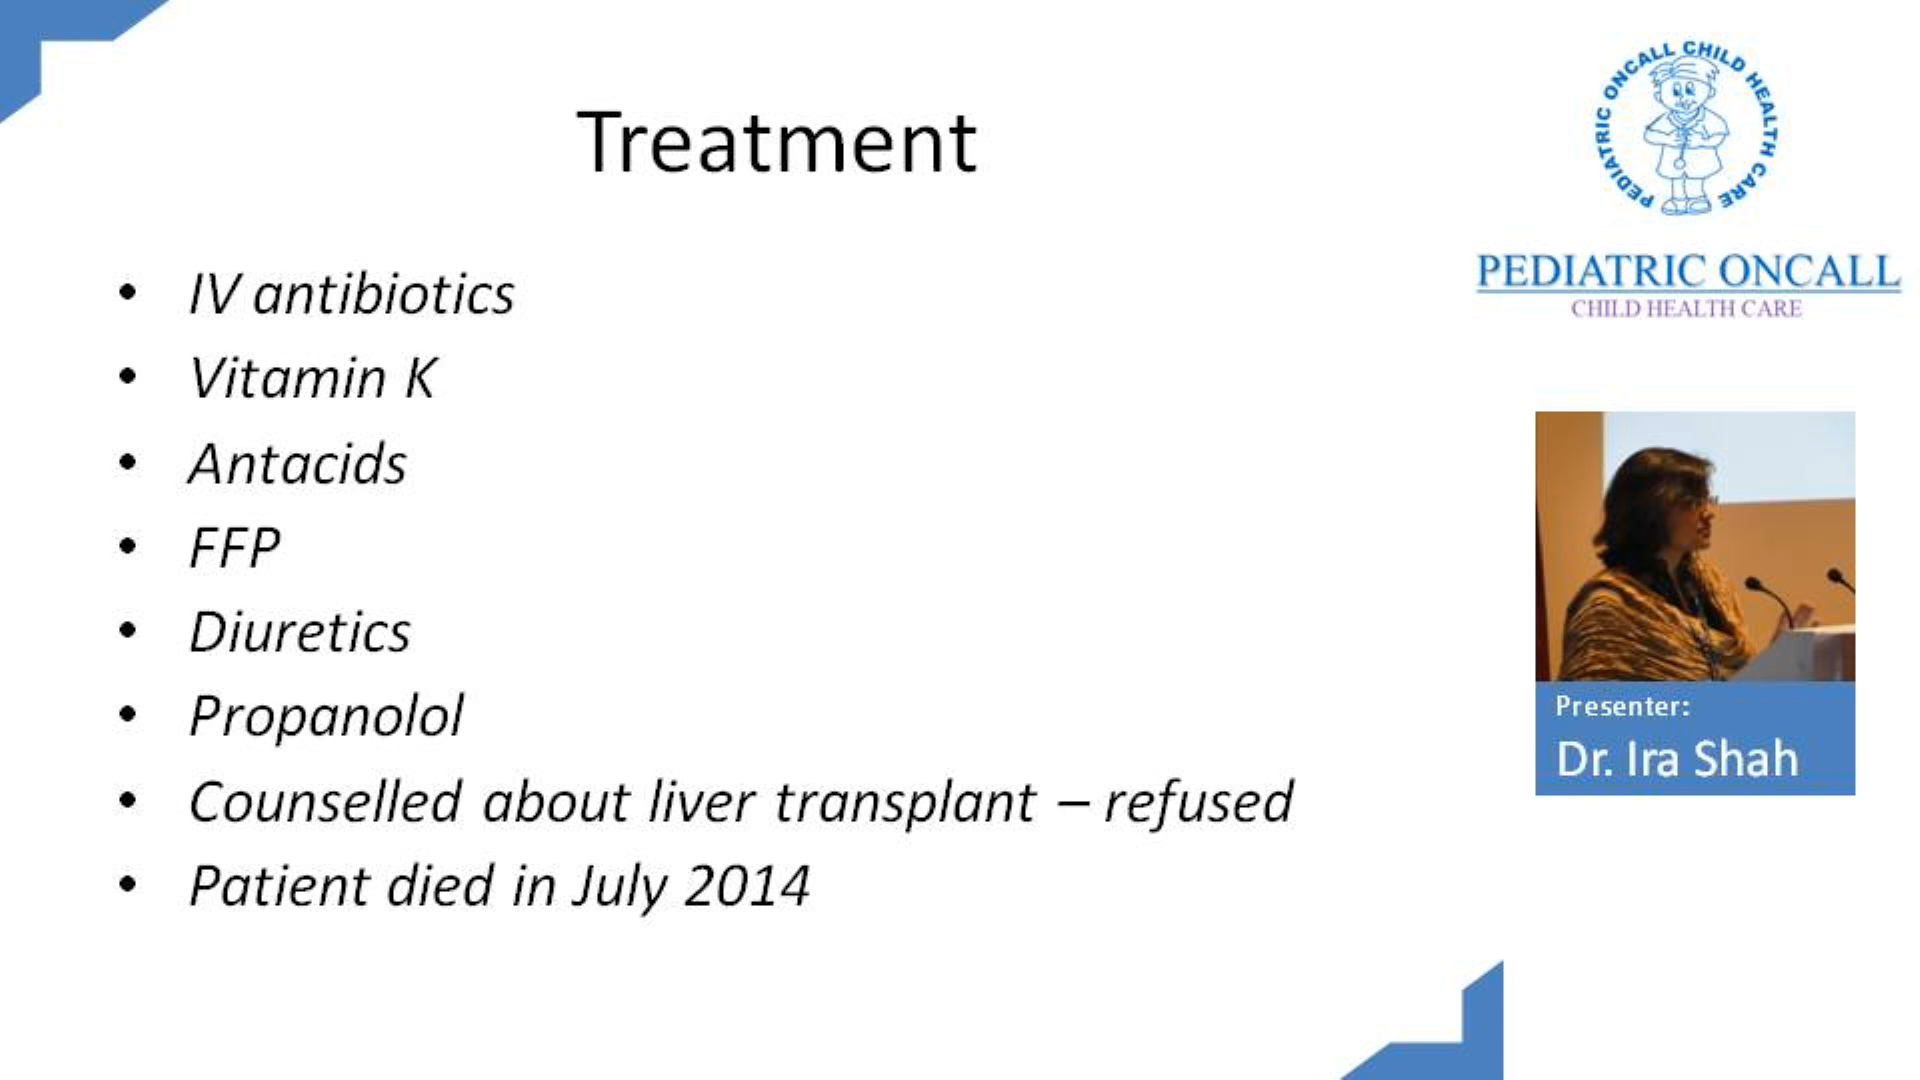 Treatment
• IV antibiotics
• Vitamin K
• Antacids
• FFP
• Diuretics
• Propanolol
• Counselled about liver transplant – refused
• Patient died in July 2014
PEDIATRIC ONCALL CHILD HEALTH CARE
PEDIATRIC ONCALL
CHILD HEALTH CARE
Presenter:
Dr. Ira Shah